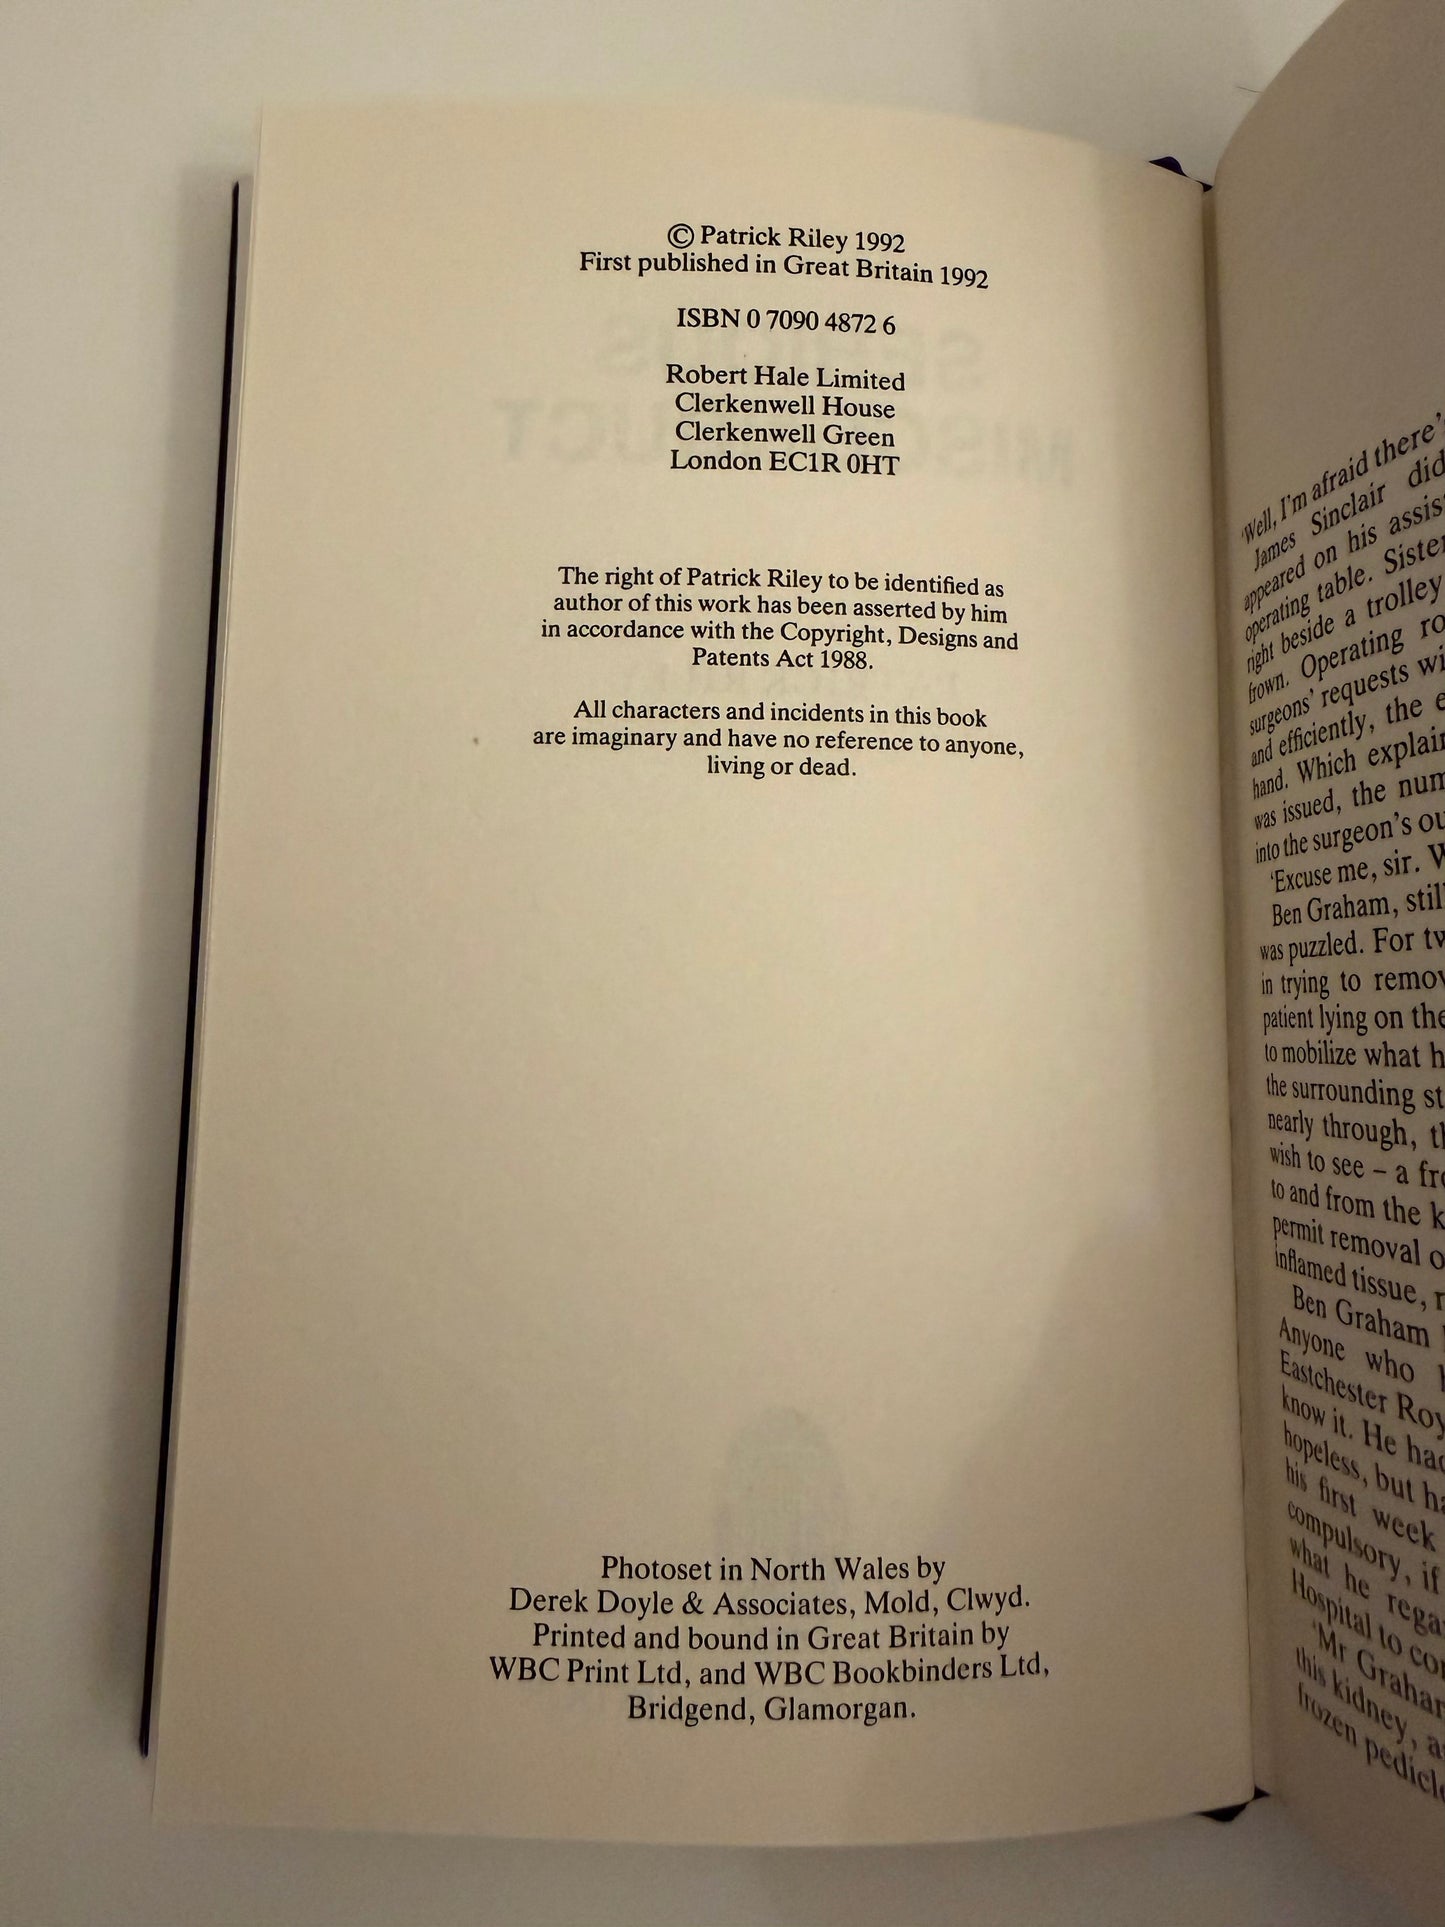 © Patrick Riley 1992
First published in Great Britain 1992
ISBN 0 7090 4872 6
Robert Hale Limited
Clerkenwell House
Clerkenwell Green
London EC1R 0HT
The right of Patrick Riley to be identified as
author of this work has been asserted by him
in accordance with the Copyright, Designs and
Patents Act 1988.
All characters and incidents in this book
are imaginary and have no reference to anyone,
living or dead.
Photoset in North Wales by
Derek Doyle & Associates, Mold, Clwyd.
Printed and bound in Great Britain by
WBC Print Ltd, and WBC Bookbinders Ltd,
Bridgend, Glamorgan.
'Well, I'm afraid there'
James Sinclair did
appeared on his
operating table. Sister
right beside a trolley
frown. Operating
surgeons' requests
and efficiently, the
hand. Which
was issued, the
into the surgeon's
'Excuse me, sir.
Ben Graham, still
was puzzled. For
in trying to
patient lying on the
to mobilize what
the surrounding
nearly through,
wish to see – a
to and from the
permit removal
inflamed tissue,
Ben Graham
Anyone who
Eastchester
know it. He had
hopeless, but
his first week
compulsory, if
what he
Hospital to
'Mr Graham
this kidney,
frozen